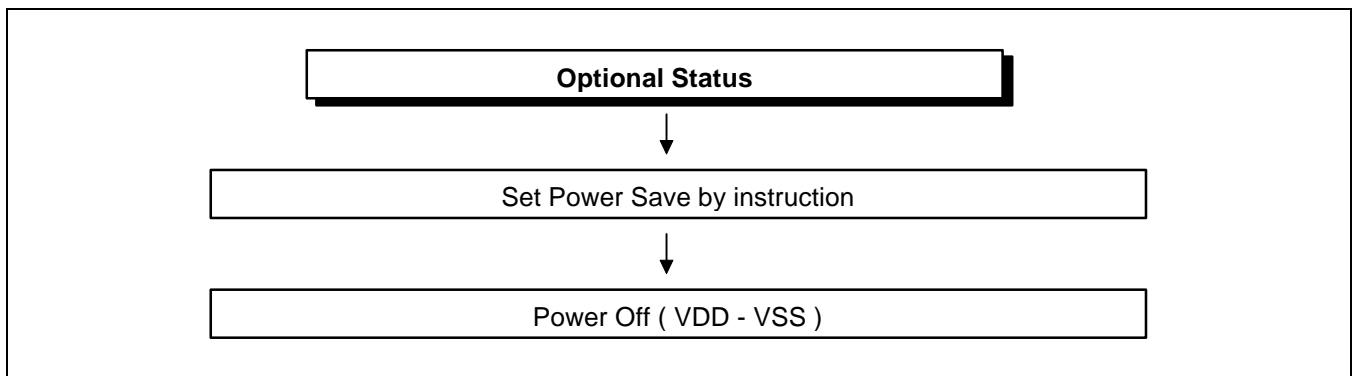 Optional Status
Set Power Save by instruction
Power Off ( VDD - VSS )